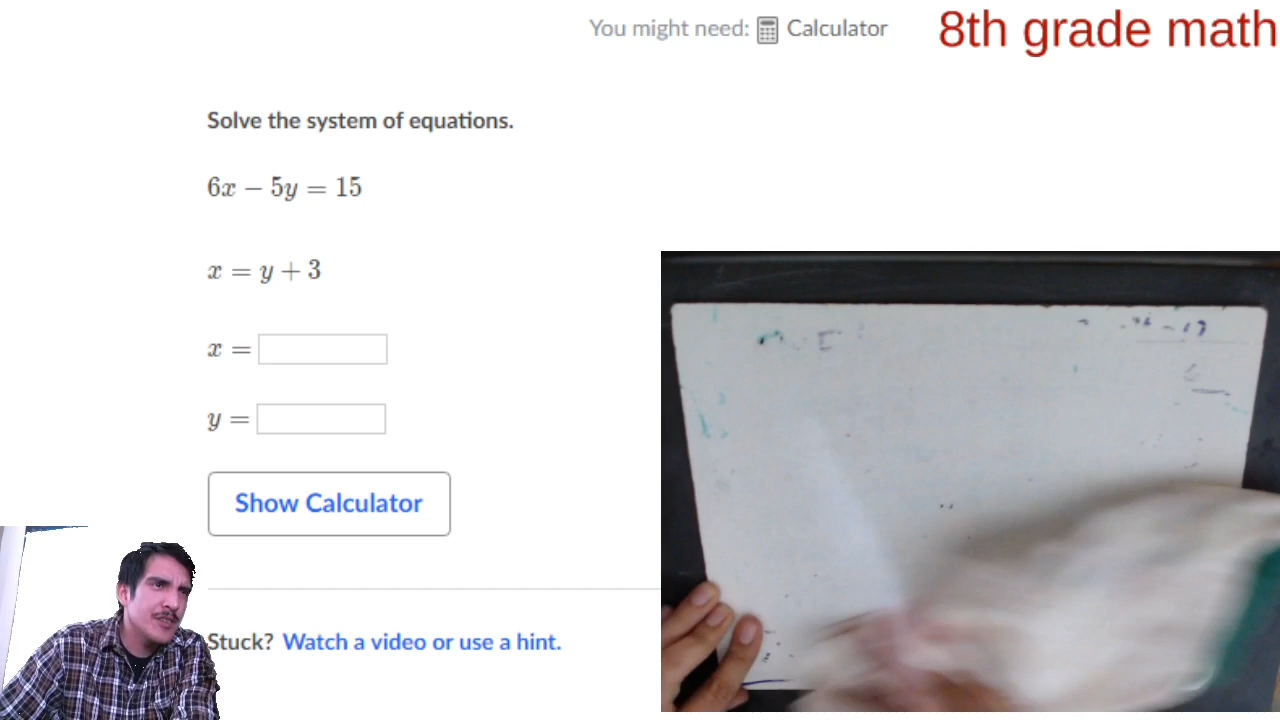 You might need: Calculator
8th grade math
Solve the system of equations.
6x − 5y = 15
x = y + 3
x =
y =
Show Calculator
Stuck? Watch a video or use a hint.